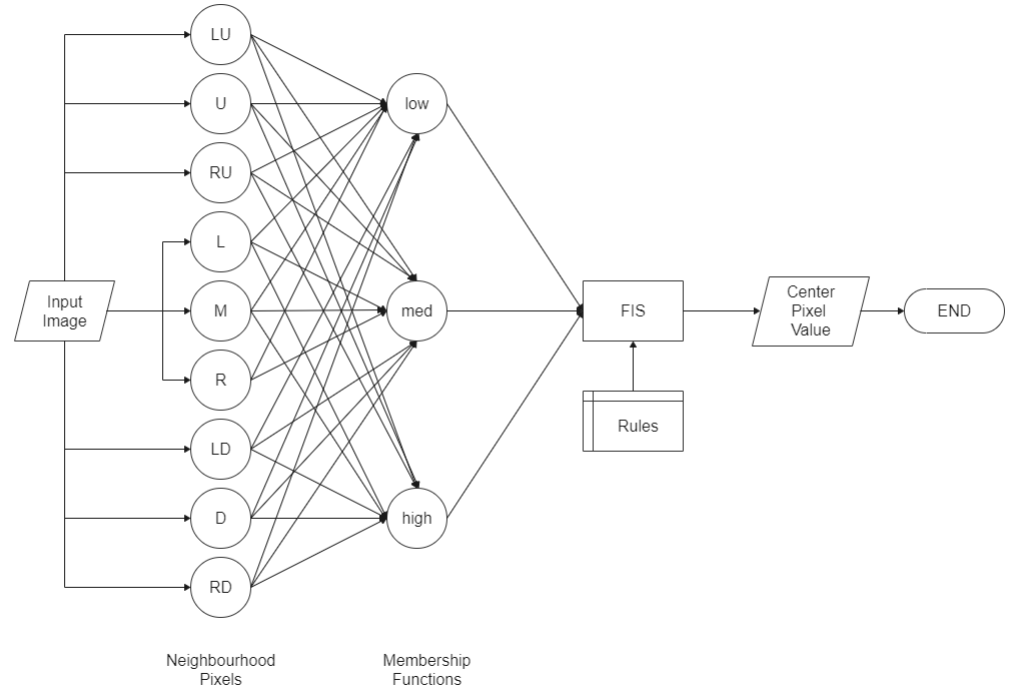 LU
U
RU
L
M
R
LD
D
RD
Input
Image
low
med
high
FIS
Rules
Center
Pixel
Value
END
Neighbourhood
Pixels
Membership
Functions